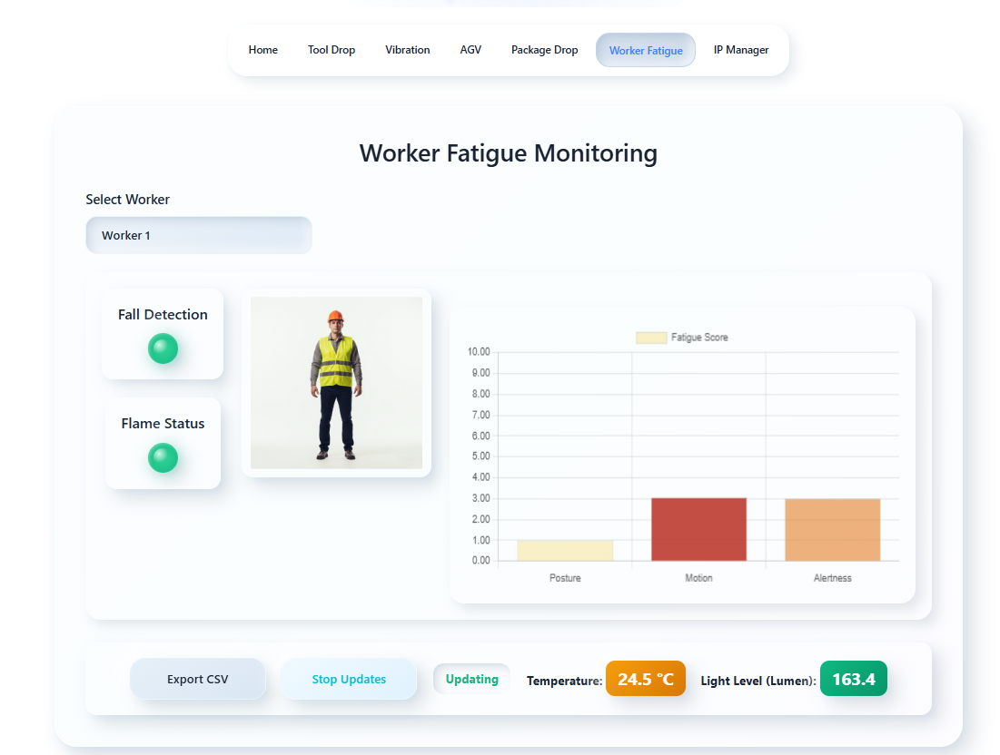 Home Tool Drop Vibration AGV Package Drop Worker Fatigue IP Manager
Worker Fatigue Monitoring
Select Worker
Worker 1
Fall Detection
Flame Status
Fatigue Score
10.00
9.00
8.00
7.00
6.00
5.00
4.00
3.00
2.00
1.00
0.00
Posture Motion Alertness
Export CSV Stop Updates Updating Temperature: 24.5 °C Light Level (Lumen): 163.4